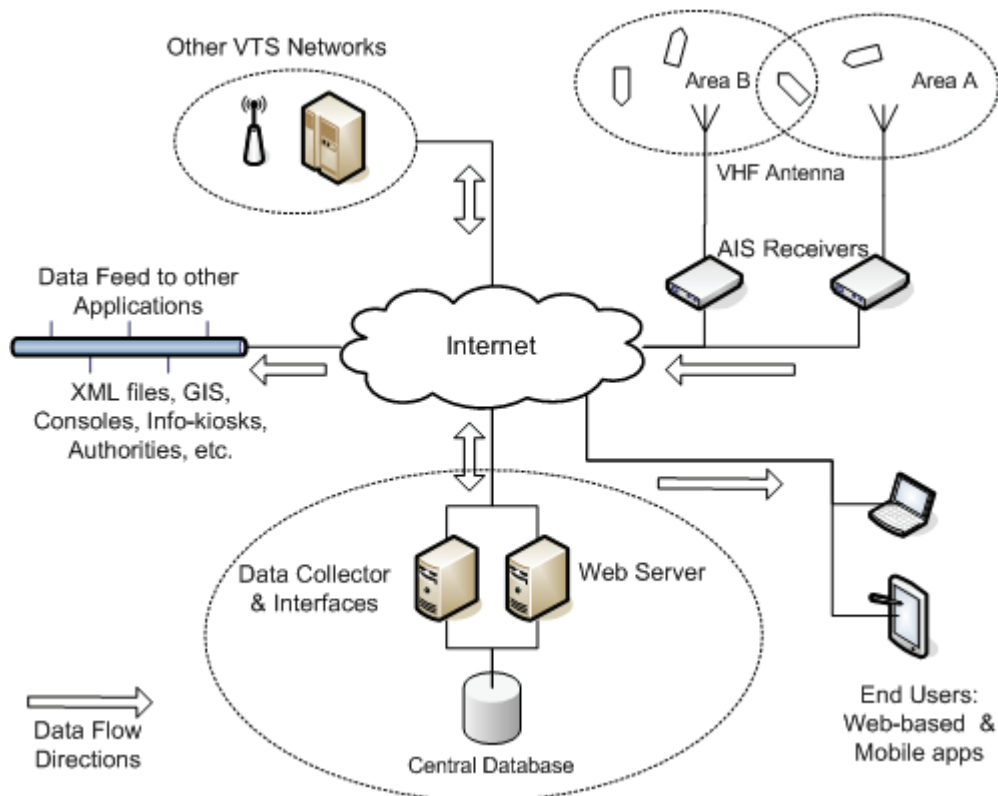 Other VTS Networks
Area B
Area A
VHF Antenna
AIS Receivers
Data Feed to other
Applications
Internet
XML files, GIS,
Consoles, Info-kiosks,
Authorities, etc.
Data Collector
& Interfaces
Web Server
Central Database
End Users:
Web-based &
Mobile apps
Data Flow
Directions